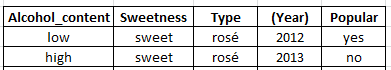 Alcohol_content Sweetness Type (Year) Popular
low sweet rosé 2012 yes
high sweet rosé 2013 no